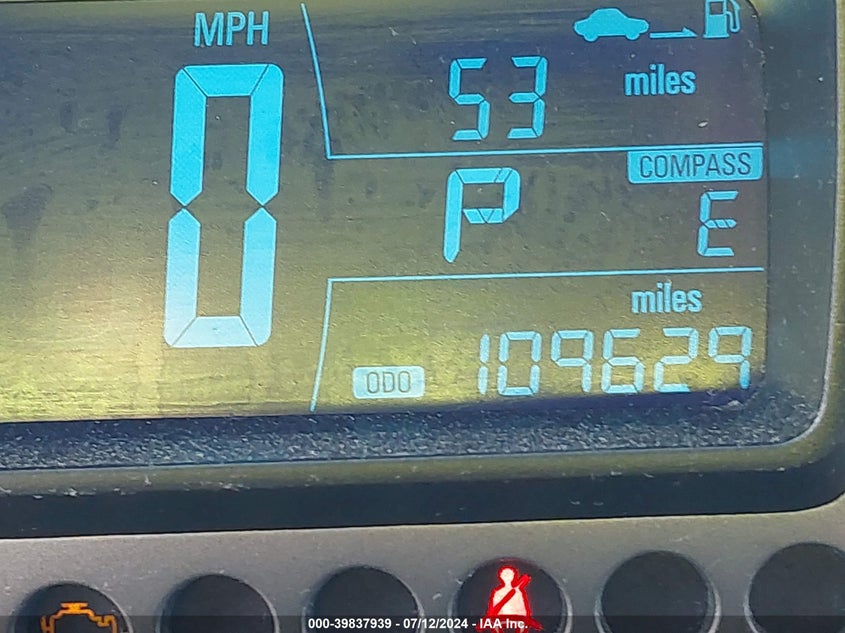 MPH
0
53 miles
COMPASS
P E
miles
ODO 109629
000-39837939 - 07/12/2024 - IAA Inc.